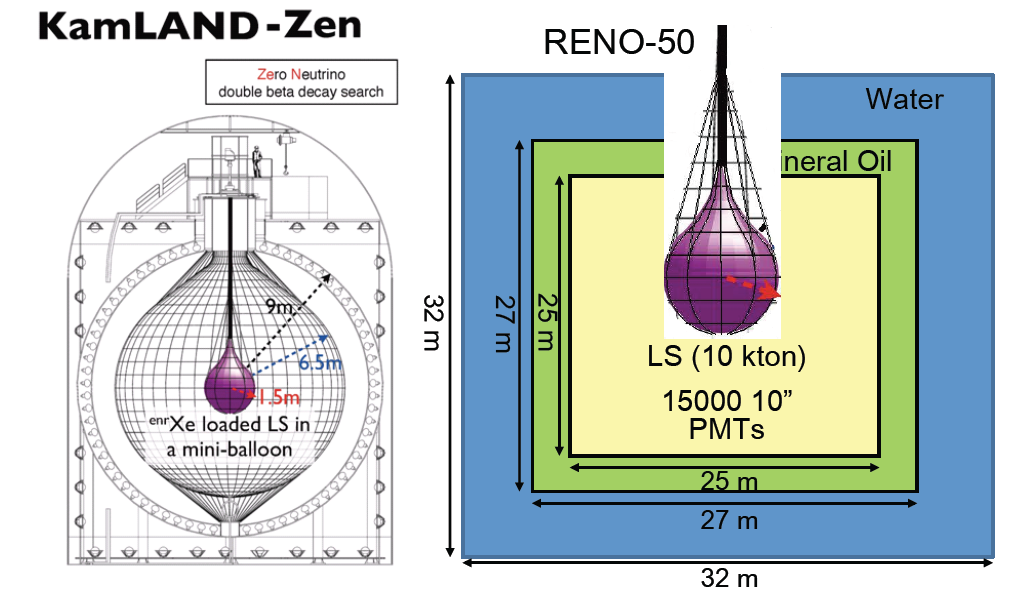 KamLAND-Zen
Zero Neutrino
double beta decay search
9m
6.5m
1.5m
enrXe loaded LS in
a mini-balloon
RENO-50
Water
ineral Oil
32 m
27 m
25 m
LS (10 kton)
15000 10”
PMTs
25 m
27 m
32 m